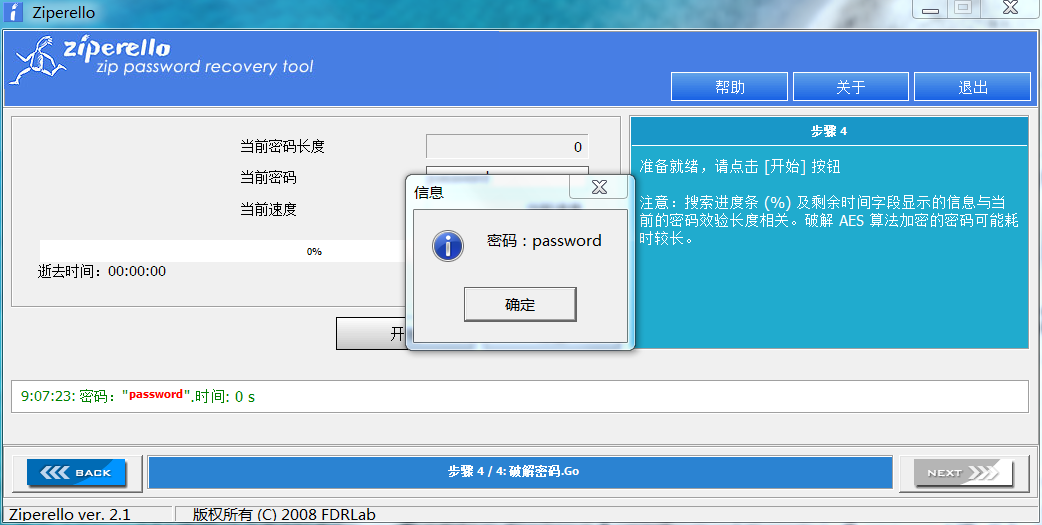 Ziperello
ziperello
zip password recovery tool
帮助 关于 退出
当前密码长度 0
当前密码
当前速度
0%
逝去时间：00:00:00
开
信息
密码：password
确定
步骤 4
准备就绪，请点击 [开始] 按钮
注意：搜索进度条 (%) 及剩余时间字段显示的信息与当
前的密码效验长度相关。破解 AES 算法加密的密码可能耗
时较长。
9:07:23: 密码："password".时间: 0 s
BACK
步骤 4 / 4: 破解密码.Go
NEXT
Ziperello ver. 2.1
版权所有 (C) 2008 FDRLab